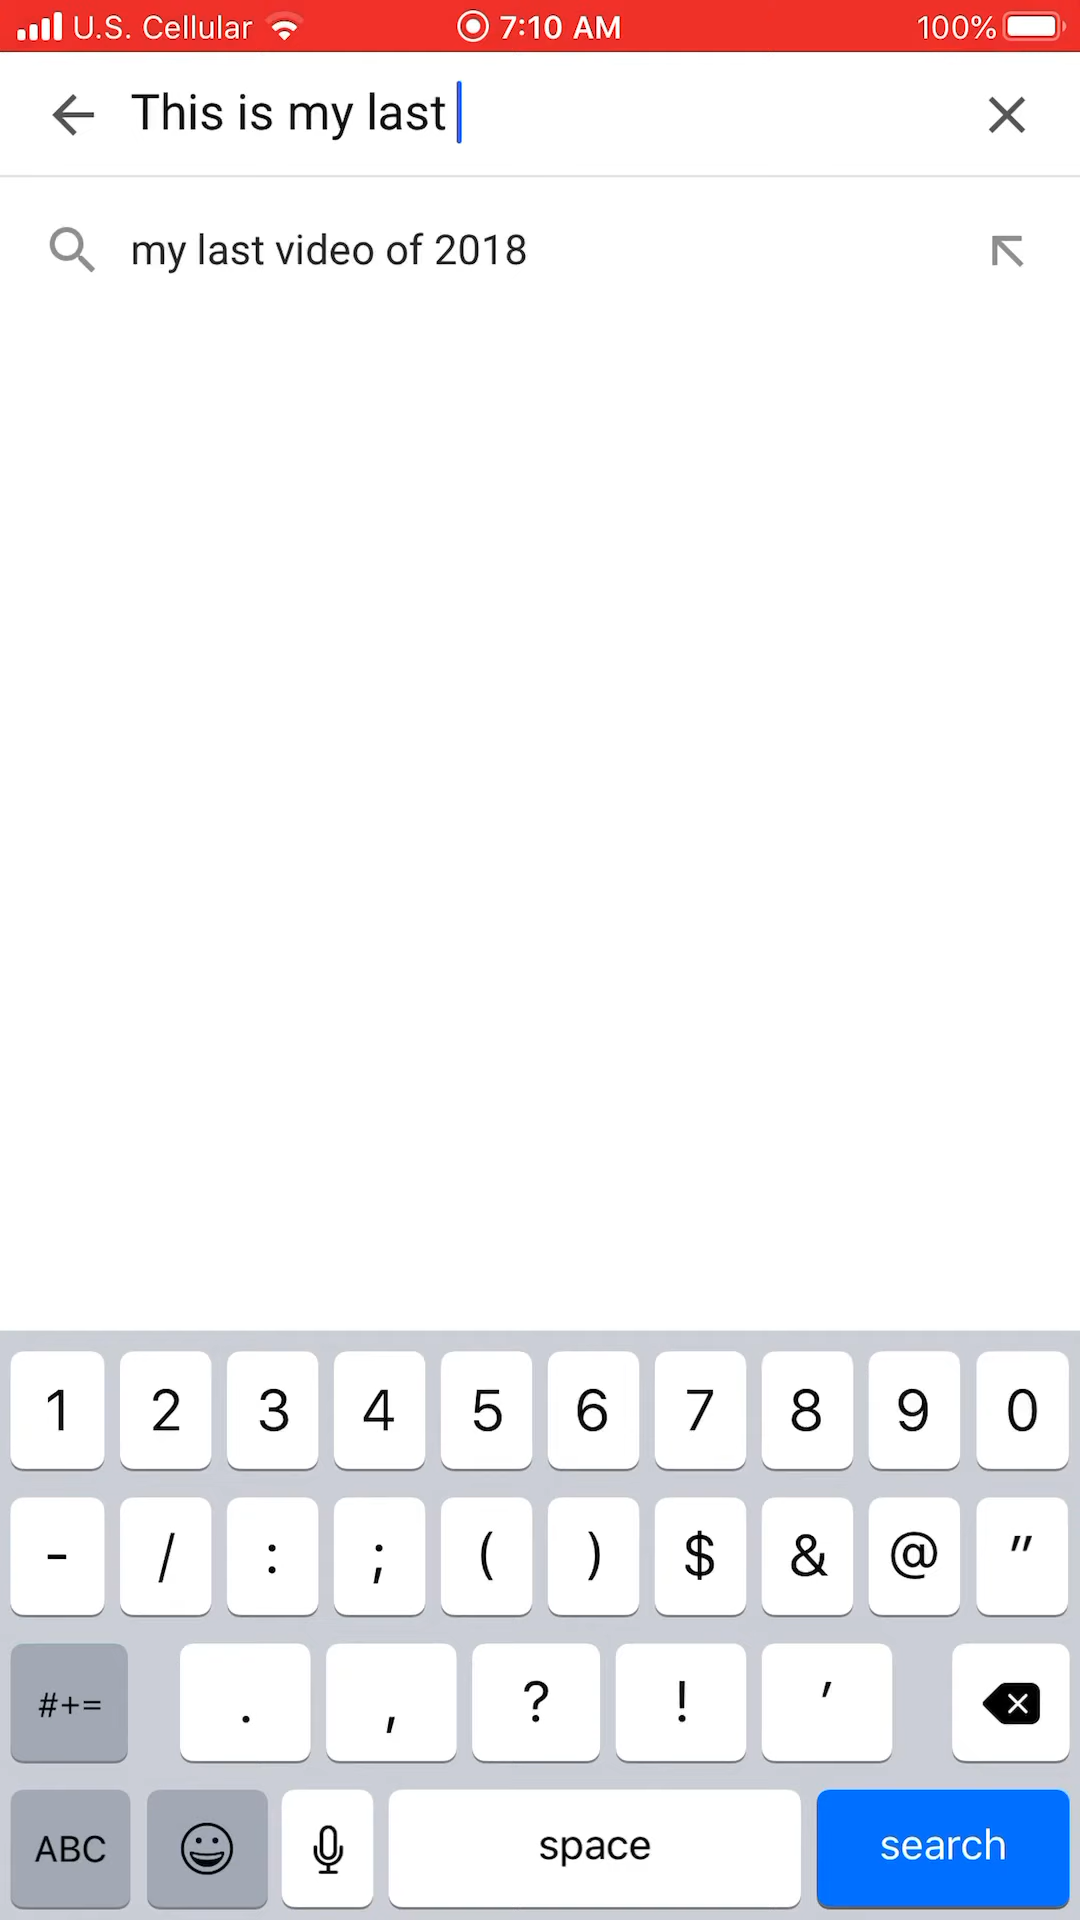 U.S. Cellular 7:10 AM 100%
This is my last
my last video of 2018
1 2 3 4 5 6 7 8 9 0
- / : ; ( ) $ & @ "
#+= . , ? ! '
ABC space search